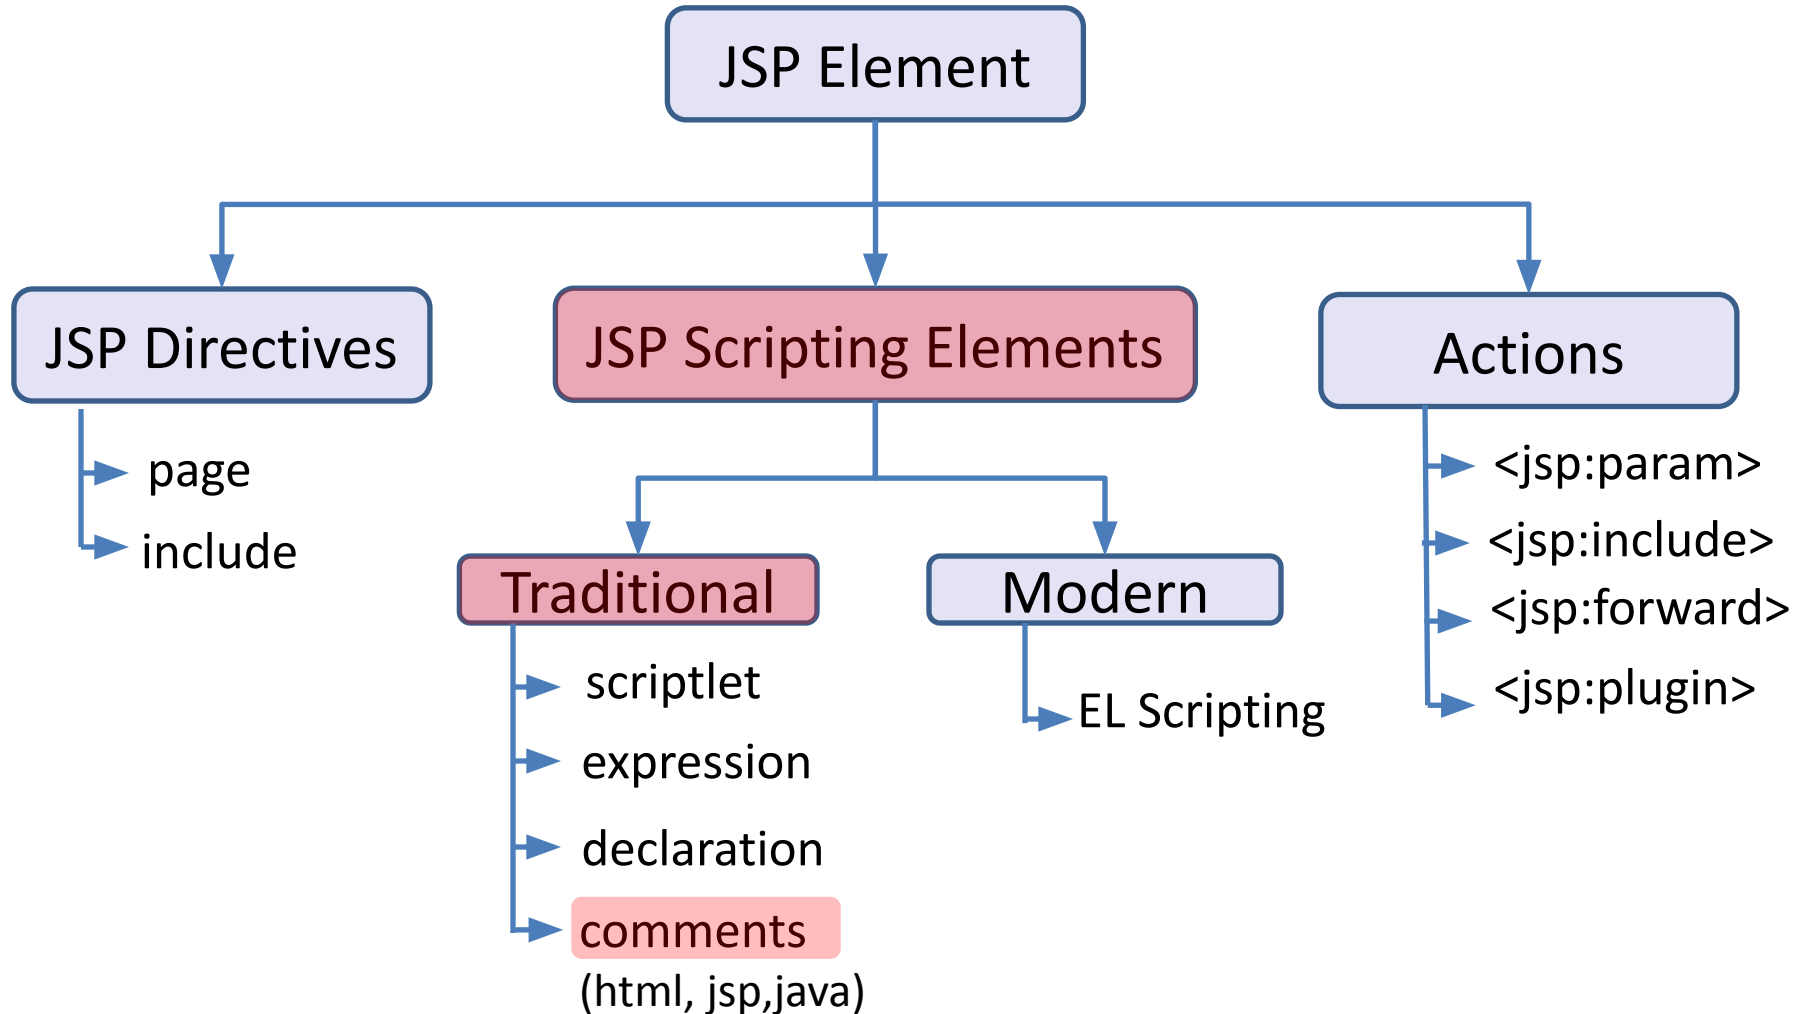 JSP Element
JSP Directives
page
include
JSP Scripting Elements
Traditional
scriptlet
expression
declaration
comments
(html, jsp,java)
Modern
EL Scripting
Actions
<jsp:param>
<jsp:include>
<jsp:forward>
<jsp:plugin>